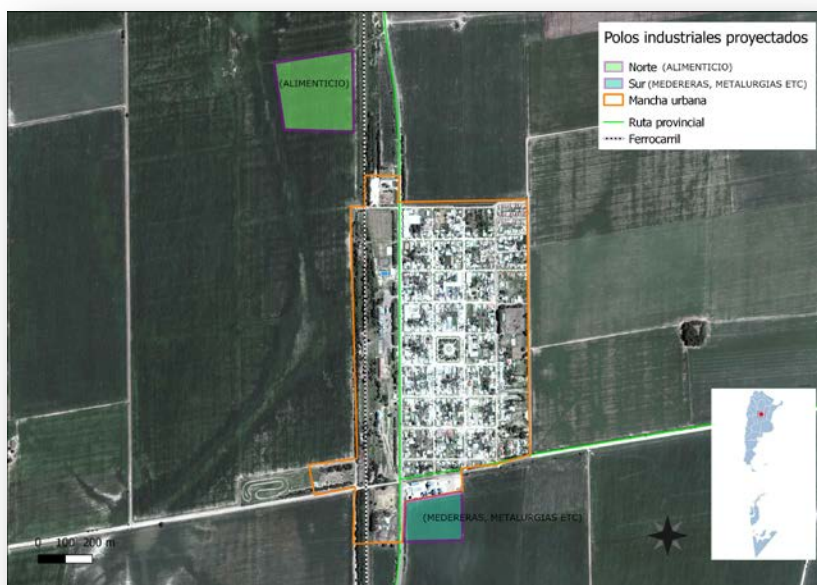 Polos industriales proyectados
Norte (ALIMENTICIO)
Sur (MEDERERAS, METALURGIAS ETC)
Mancha urbana
Ruta provincial
Ferrocarril
(ALIMENTICIO)
(MEDERERAS, METALURGIAS ETC)
0 100 200 m